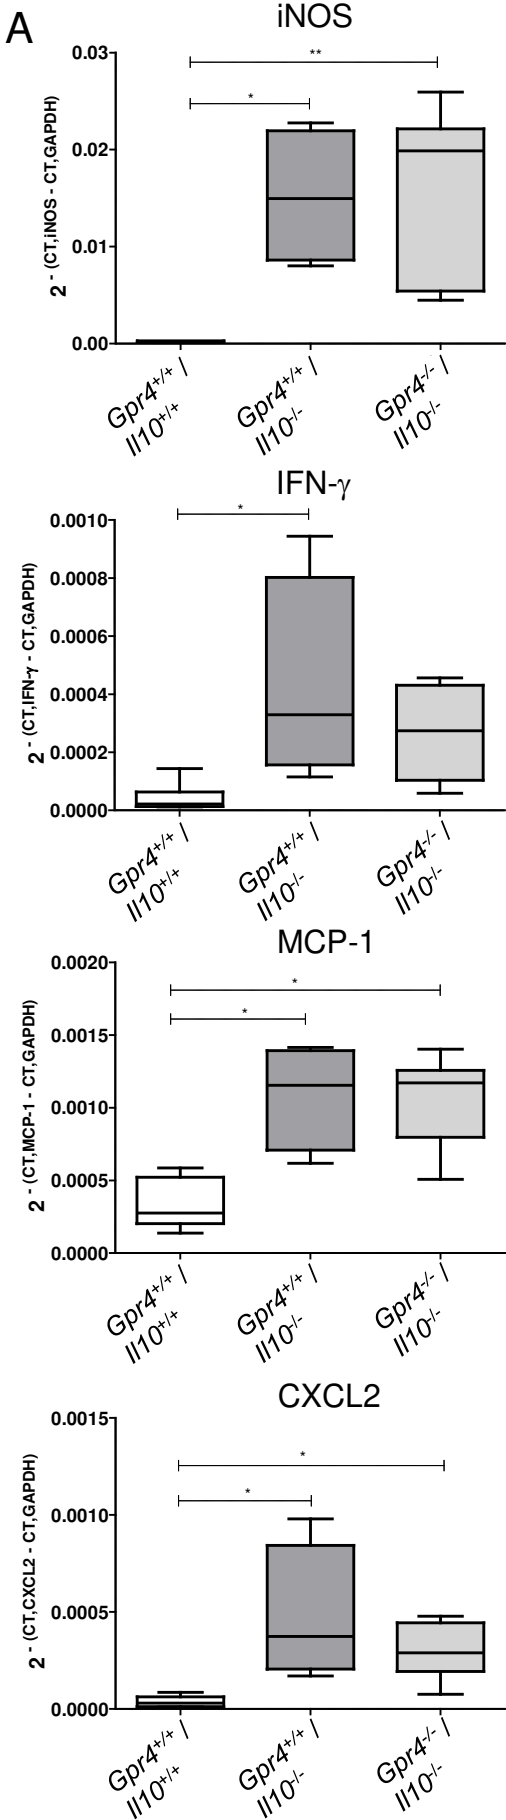 A
iNOS
2 - (CT,iNOS - CT,GAPDH)
0.03
0.02
0.01
0.00
**
*
Gpr4+/+ /
Il10+/+
Gpr4+/+ /
Il10-/-
Gpr4-/- /
Il10-/-
IFN-γ
2 - (CT,IFN-γ - CT,GAPDH)
0.0010
0.0008
0.0006
0.0004
0.0002
0.0000
*
Gpr4+/+ /
Il10+/+
Gpr4+/+ /
Il10-/-
Gpr4-/- /
Il10-/-
MCP-1
2 - (CT,MCP-1 - CT,GAPDH)
0.0020
0.0015
0.0010
0.0005
0.0000
*
*
Gpr4+/+ /
Il10+/+
Gpr4+/+ /
Il10-/-
Gpr4-/- /
Il10-/-
CXCL2
2 - (CT,CXCL2 - CT,GAPDH)
0.0015
0.0010
0.0005
0.0000
*
*
Gpr4+/+ /
Il10+/+
Gpr4+/+ /
Il10-/-
Gpr4-/- /
Il10-/-